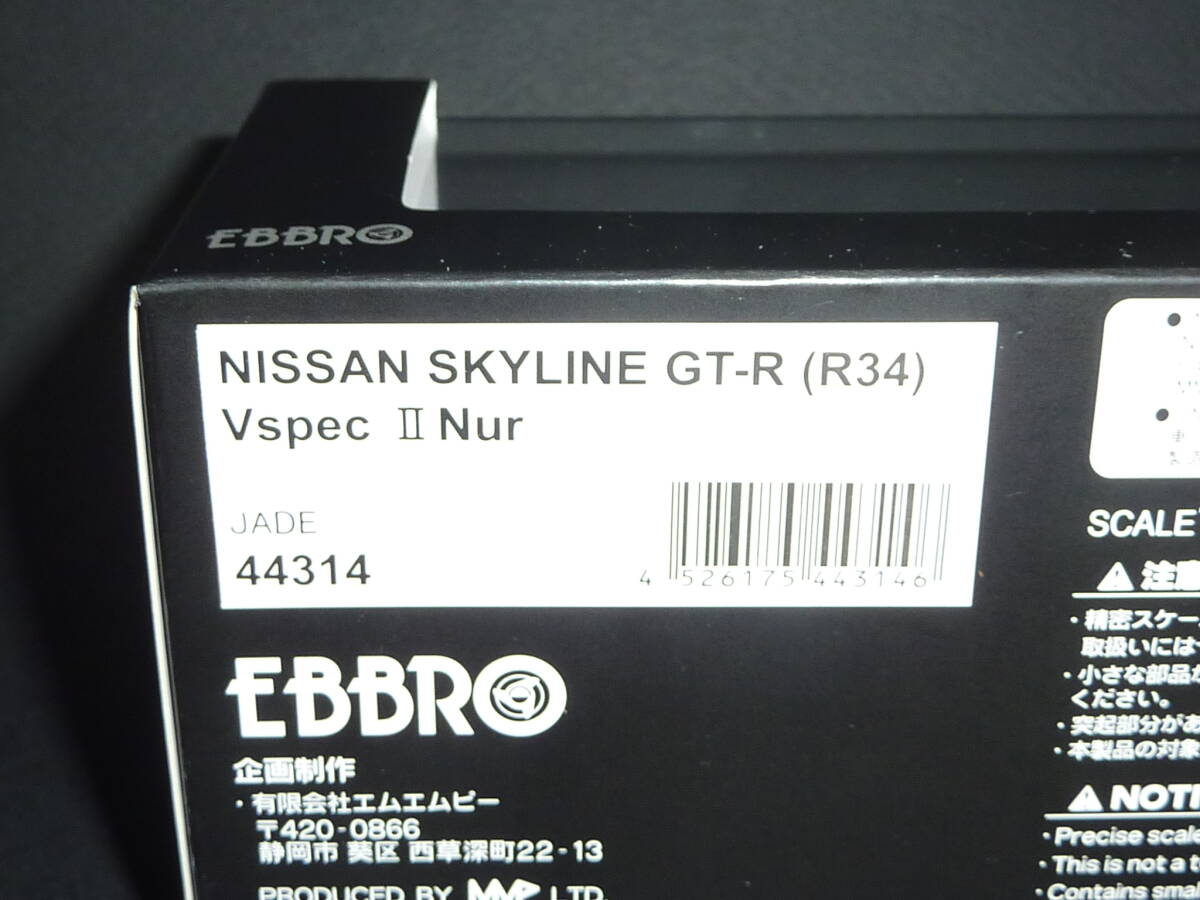 EBBRO
NISSAN SKYLINE GT-R (R34)
Vspec Ⅱ Nur
JADE
44314
4 526175 443146
EBBRO
企画制作
・有限会社エムエムピー
〒420-0866
静岡市 葵区 西草深町22-13
PRODUCED BY MMP LTD.
SCALE
⚠ 注意
・精密スケー
取扱いには
・小さな部品が
ください。
・突起部分があ
・本製品の対象
⚠ NOTI
・Precise scale
・This is not a t
・Contains smal